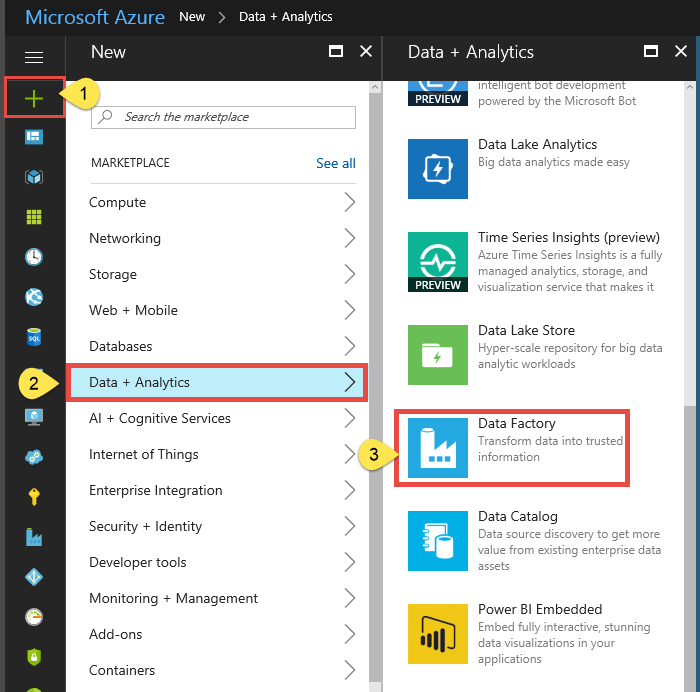 Microsoft Azure New > Data + Analytics
New
Data + Analytics
1
Search the marketplace
MARKETPLACE
See all
Compute
Networking
Storage
Web + Mobile
Databases
2
Data + Analytics
AI + Cognitive Services
Internet of Things
Enterprise Integration
Security + Identity
Developer tools
Monitoring + Management
Add-ons
Containers
SQL
PREVIEW
intelligent bot development
powered by the Microsoft Bot
Data Lake Analytics
Big data analytics made easy
Time Series Insights (preview)
Azure Time Series Insights is a fully
managed analytics, storage, and
visualization service that makes it
PREVIEW
Data Lake Store
Hyper-scale repository for big data
analytic workloads
3
Data Factory
Transform data into trusted
information
Data Catalog
Data source discovery to get more
value from existing enterprise data
assets
Power BI Embedded
Embed fully interactive, stunning
data visualizations in your
applications